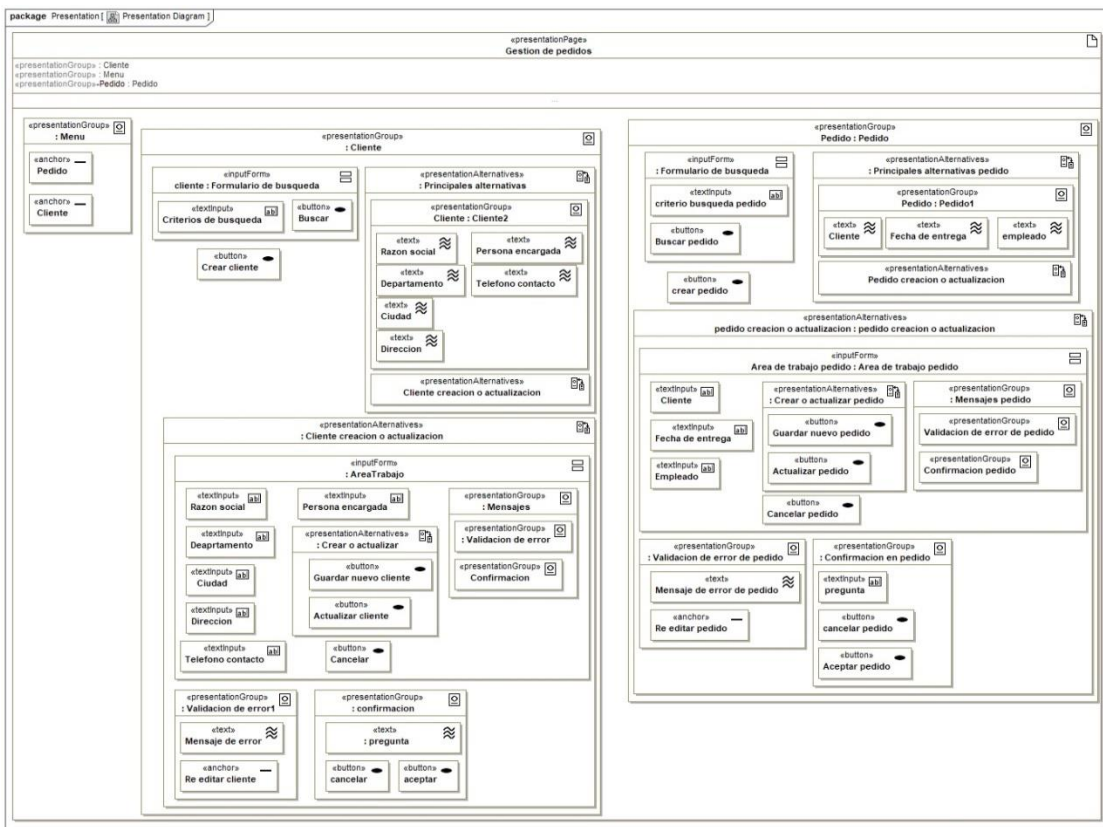 package Presentation [ Presentation Diagram ]
«presentationPage»
Gestion de pedidos
«presentationGroup» : Cliente
«presentationGroup» : Menu
«presentationGroup»-Pedido : Pedido
...
«presentationGroup»
: Menu
«anchor»
Pedido
«anchor»
Cliente
«presentationGroup»
: Cliente
«inputForm»
cliente : Formulario de busqueda
«textInput»
Criterios de busqueda
«button»
Buscar
«button»
Crear cliente
«presentationAlternatives»
: Principales alternativas
«presentationGroup»
Cliente : Cliente2
«text»
Razon social
«text»
Persona encargada
«text»
Departamento
«text»
Telefono contacto
«text»
Ciudad
«text»
Direccion
«presentationAlternatives»
Cliente creacion o actualizacion
«presentationAlternatives»
: Cliente creacion o actualizacion
«inputForm»
: AreaTrabajo
«textInput»
Razon social
«textInput»
Persona encargada
«textInput»
Deaprtamento
«textInput»
Ciudad
«textInput»
Direccion
«textInput»
Telefono contacto
«presentationAlternatives»
: Crear o actualizar
«button»
Guardar nuevo cliente
«button»
Actualizar cliente
«button»
Cancelar
«presentationGroup»
: Mensajes
«presentationGroup»
: Validacion de error
«presentationGroup»
Confirmacion
«presentationGroup»
: Validacion de error1
«text»
Mensaje de error
«anchor»
Re editar cliente
«presentationGroup»
: confirmacion
«text»
: pregunta
«button»
cancelar
«button»
aceptar
«presentationGroup»
Pedido : Pedido
«inputForm»
: Formulario de busqueda
«textInput»
criterio busqueda pedido
«button»
Buscar pedido
«button»
crear pedido
«presentationAlternatives»
: Principales alternativas pedido
«presentationGroup»
Pedido : Pedido1
«text»
Cliente
«text»
Fecha de entrega
«text»
empleado
«presentationAlternatives»
Pedido creacion o actualizacion
«presentationAlternatives»
pedido creacion o actualizacion : pedido creacion o actualizacion
«inputForm»
Area de trabajo pedido : Area de trabajo pedido
«textInput»
Cliente
«textInput»
Fecha de entrega
«textInput»
Empleado
«presentationAlternatives»
: Crear o actualizar pedido
«button»
Guardar nuevo pedido
«button»
Actualizar pedido
«button»
Cancelar pedido
«presentationGroup»
: Mensajes pedido
«presentationGroup»
Validacion de error de pedido
«presentationGroup»
Confirmacion pedido
«presentationGroup»
: Validacion de error de pedido
«text»
Mensaje de error de pedido
«anchor»
Re editar pedido
«presentationGroup»
: Confirmacion en pedido
«textInput»
pregunta
«button»
cancelar pedido
«button»
Aceptar pedido